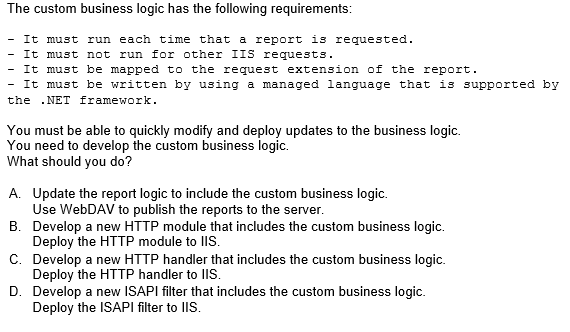 The custom business logic has the following requirements:
- It must run each time that a report is requested.
- It must not run for other IIS requests.
- It must be mapped to the request extension of the report.
- It must be written by using a managed language that is supported by
the .NET framework.
You must be able to quickly modify and deploy updates to the business logic.
You need to develop the custom business logic.
What should you do?
A. Update the report logic to include the custom business logic.
Use WebDAV to publish the reports to the server.
B. Develop a new HTTP module that includes the custom business logic.
Deploy the HTTP module to IIS.
C. Develop a new HTTP handler that includes the custom business logic.
Deploy the HTTP handler to IIS.
D. Develop a new ISAPI filter that includes the custom business logic.
Deploy the ISAPI filter to IIS.